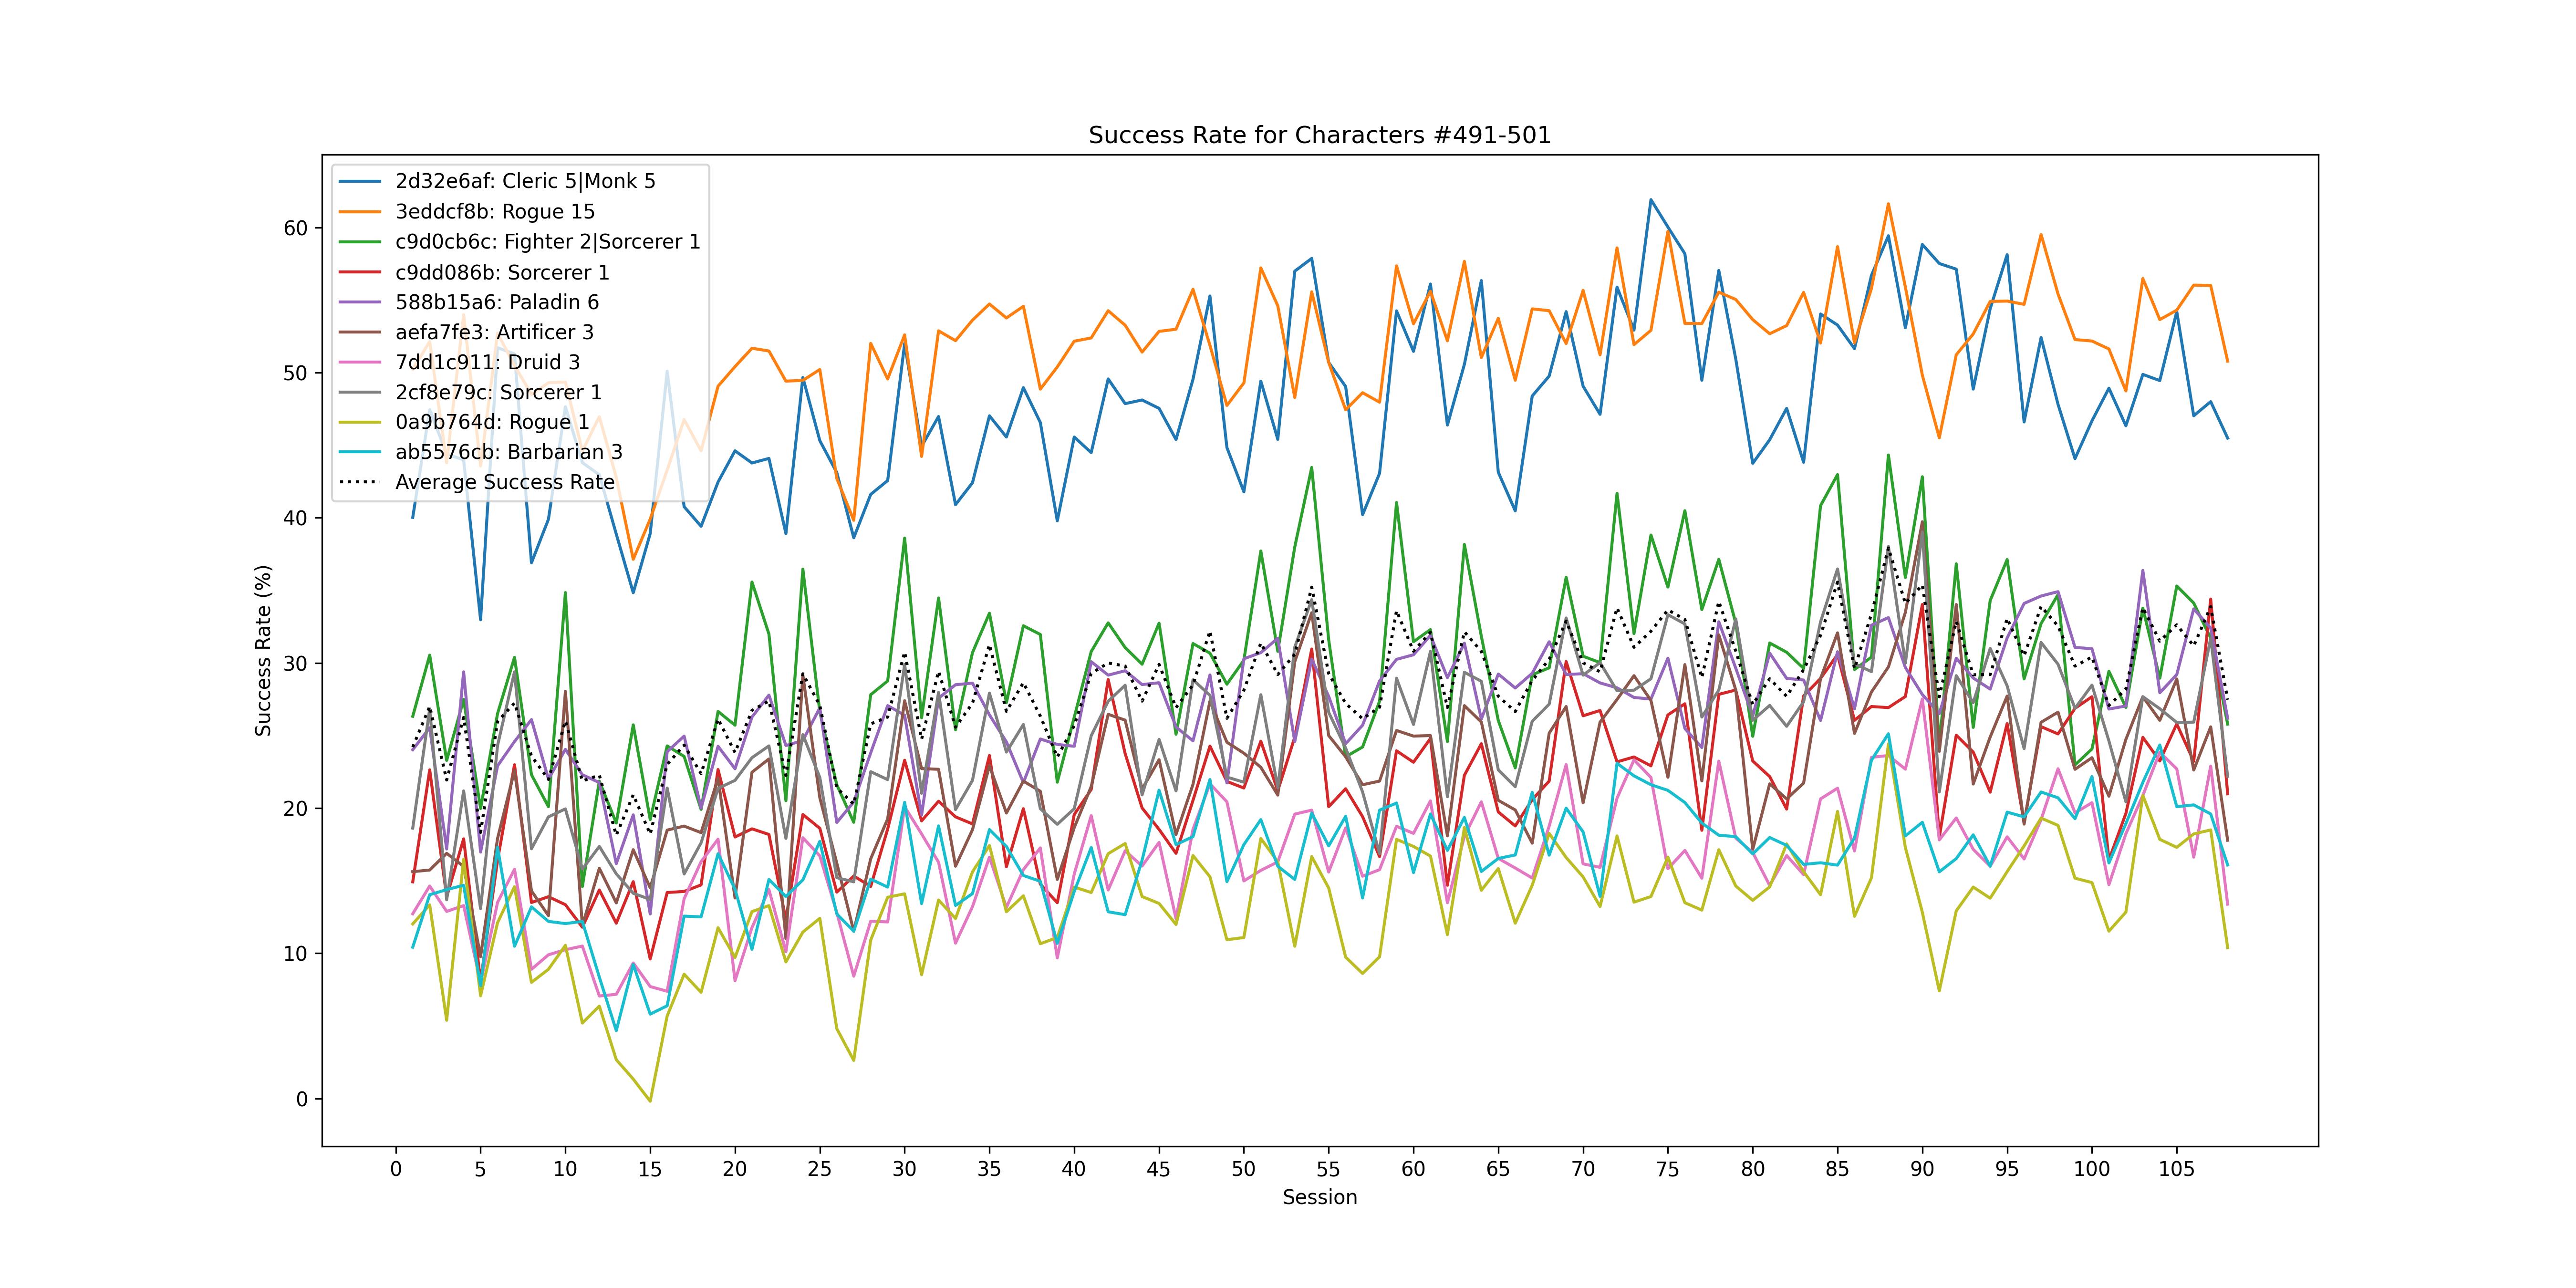 Success Rate for Characters #491-501
2d32e6af: Cleric 5|Monk 5
3eddcf8b: Rogue 15
c9d0cb6c: Fighter 2|Sorcerer 1
c9dd086b: Sorcerer 1
588b15a6: Paladin 6
aefa7fe3: Artificer 3
7dd1c911: Druid 3
2cf8e79c: Sorcerer 1
0a9b764d: Rogue 1
ab5576cb: Barbarian 3
Average Success Rate
Success Rate (%)
60
50
40
30
20
10
0
0 5 10 15 20 25 30 35 40 45 50 55 60 65 70 75 80 85 90 95 100 105
Session